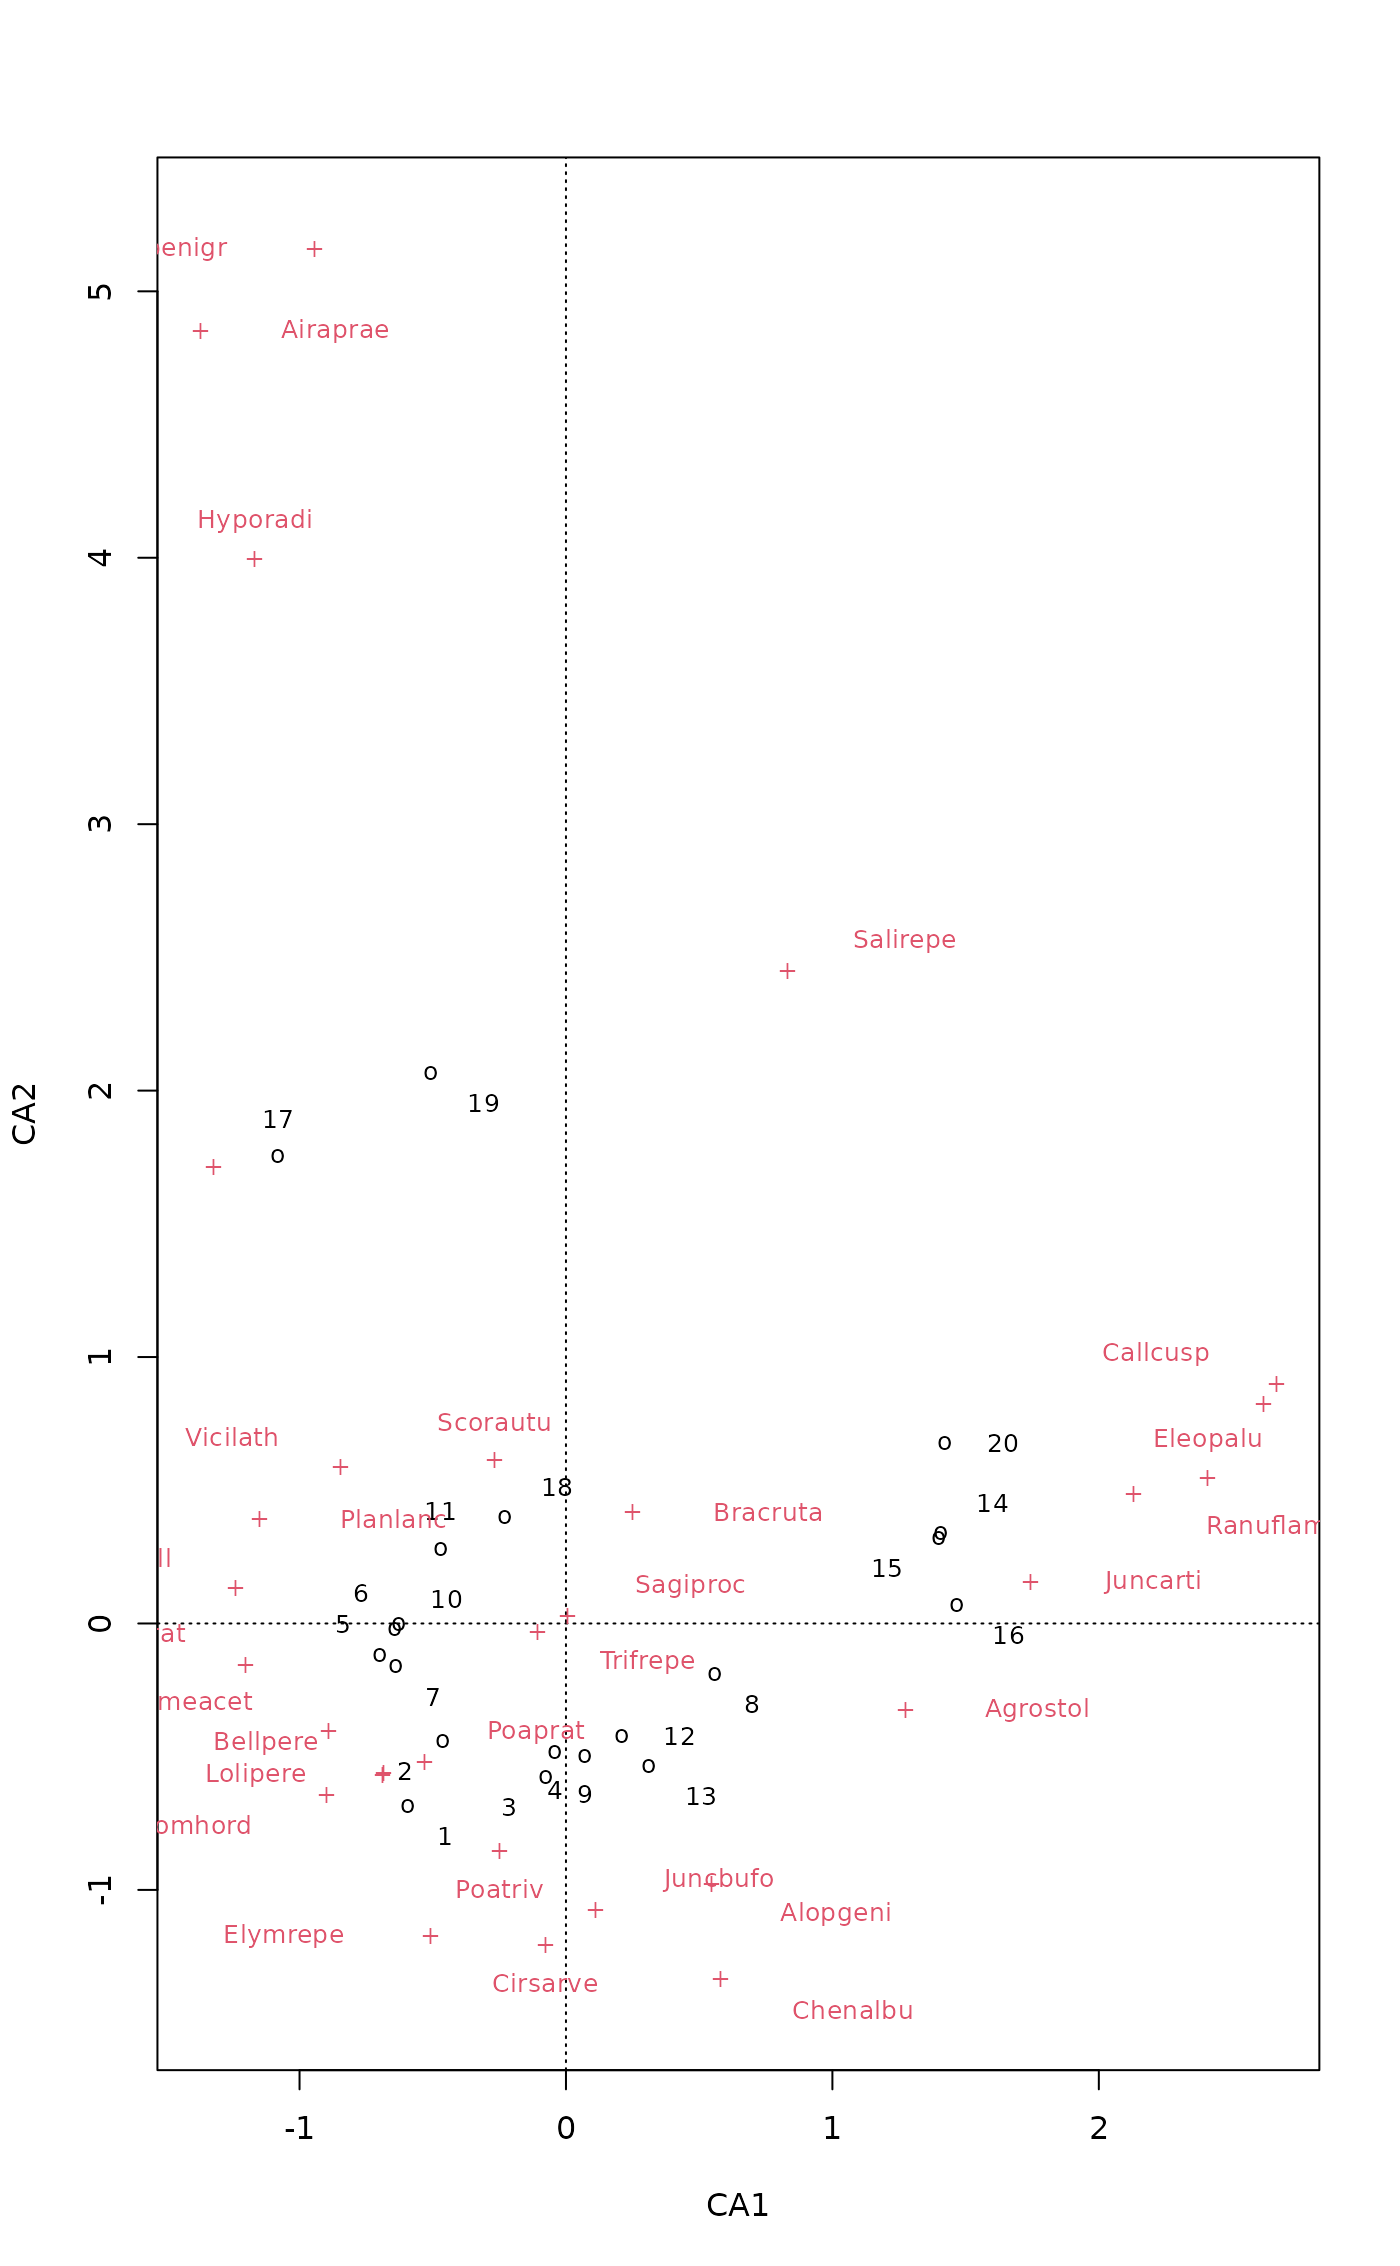 enigr
Airaprae
5
Hyporadi
4
3
Salirepe
2
19
17
CA2
1
Callcusp
Scorautu
Vicilath
Eleopalu
20
18
14
11
Bracruta
Planlanc
Ranuflam
ll
15
Juncarti
Sagiproc
6
10
0
5
at
16
Trifrepe
7
meacet
8
Agrostol
Poaprat
12
Bellpere
Lolipere
2
4
9
13
3
omhord
1
Juncbufo
-1
Poatriv
Alopgeni
Elymrepe
Cirsarve
Chenalbu
-1 0 1 2
CA1